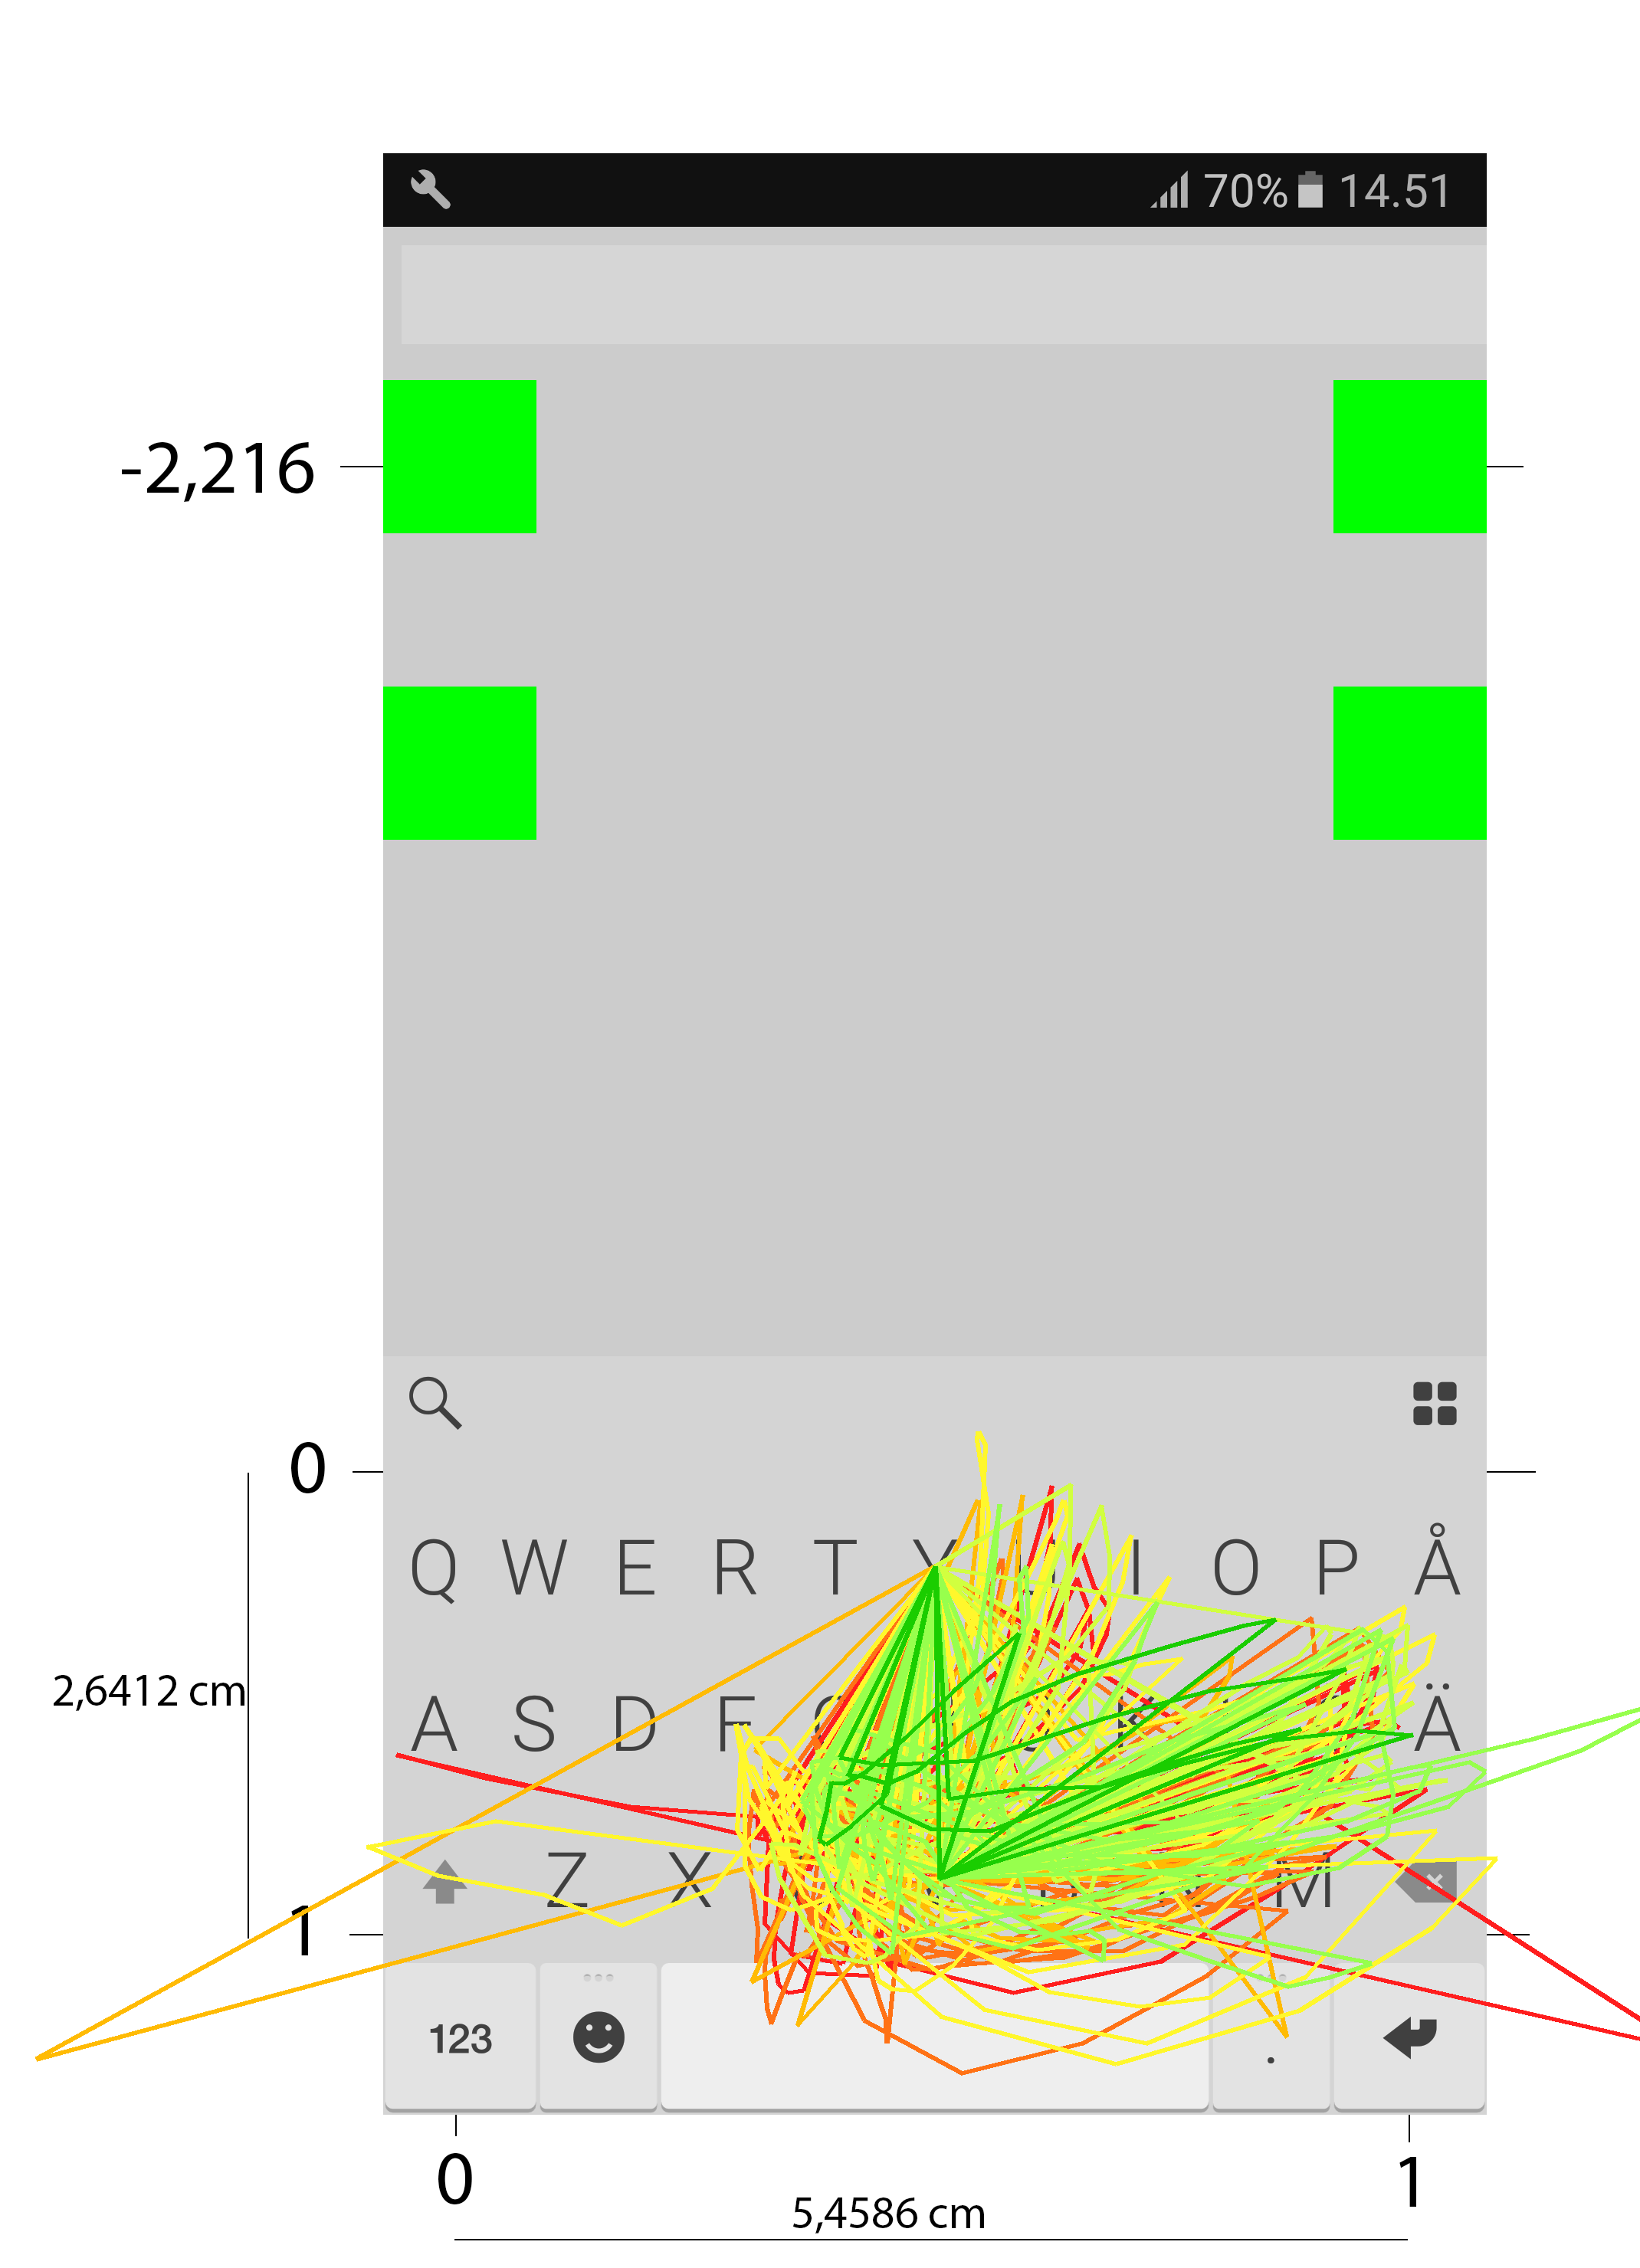 70% 14.51
-2,216
0
Q W E R T Y U I O P Å
2,6412 cm
A S D F Ä
Z X M
1
123 .
0 1
5,4586 cm